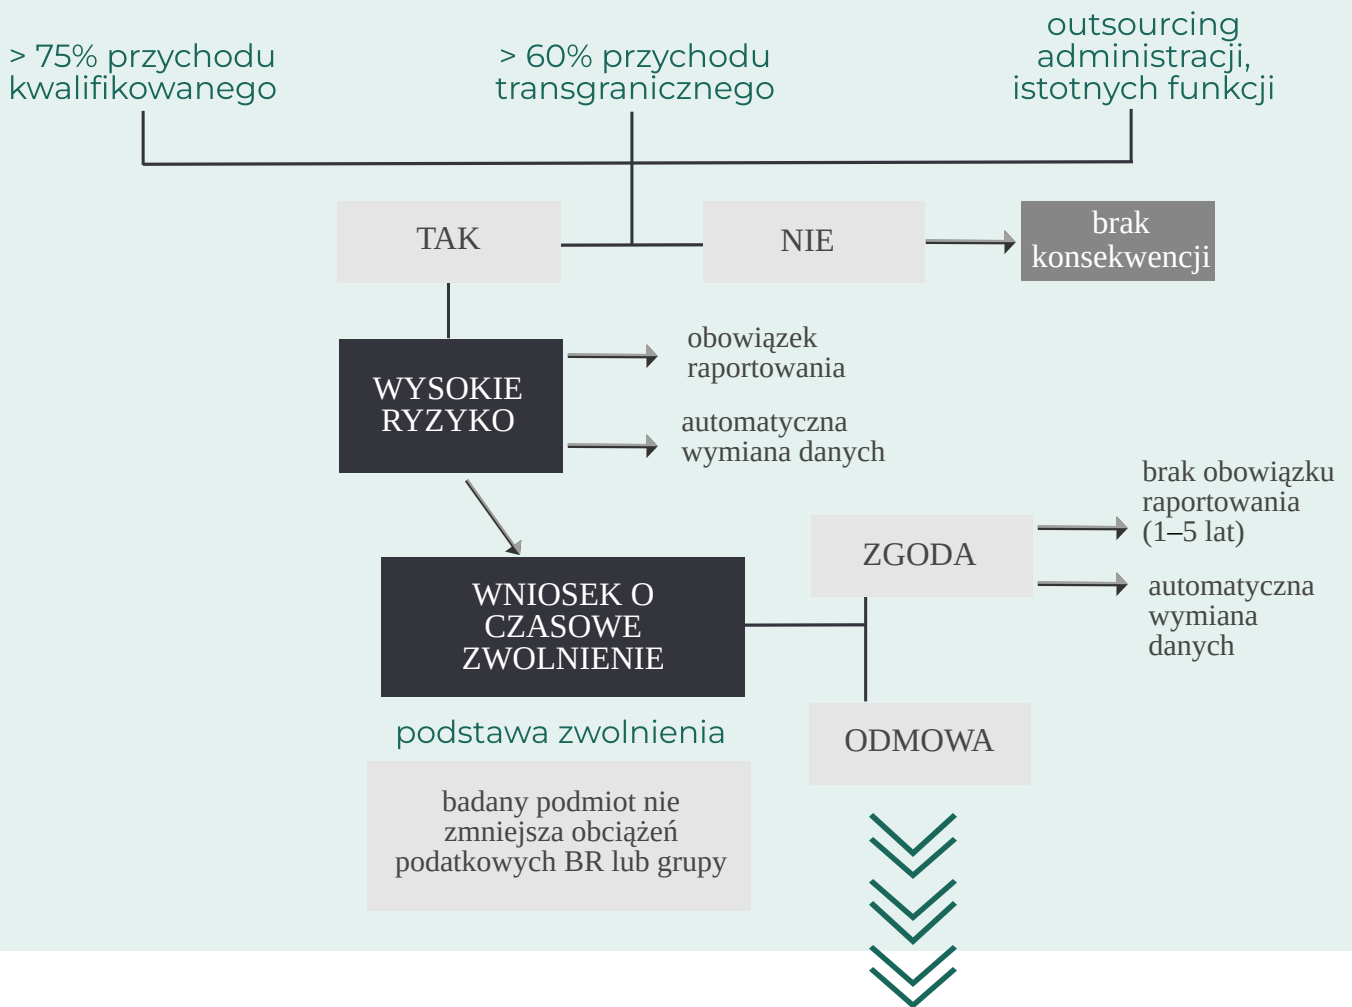 > 75% przychodu
kwalifikowanego
> 60% przychodu
transgranicznego
outsourcing
administracji,
istotnych funkcji
TAK
NIE
brak
konsekwencji
WYSOKIE
RYZYKO
obowiązek
raportowania
automatyczna
wymiana danych
WNIOSEK O
CZASOWE
ZWOLNIENIE
ZGODA
brak obowiązku
raportowania
(1–5 lat)
automatyczna
wymiana
danych
ODMOWA
podstawa zwolnienia
badany podmiot nie
zmniejsza obciążeń
podatkowych BR lub grupy